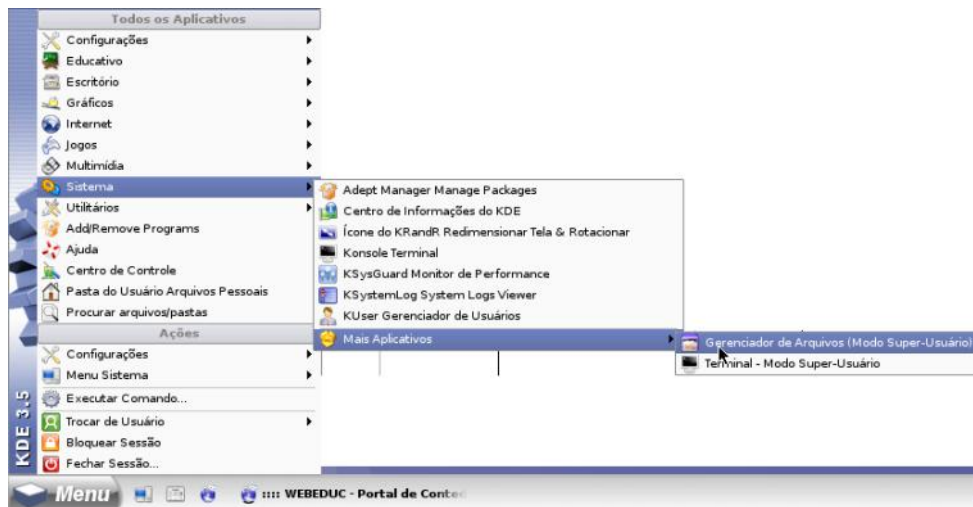 Todos os Aplicativos
Configurações
Educativo
Escritório
Gráficos
Internet
Jogos
Multimídia
Sistema
Utilitários
Add/Remove Programs
Ajuda
Centro de Controle
Pasta do Usuário Arquivos Pessoais
Procurar arquivos/pastas
Ações
Configurações
Menu Sistema
Executar Comando...
Trocar de Usuário
Bloquear Sessão
Fechar Sessão...
KDE 3.5
Adept Manager Manage Packages
Centro de Informações do KDE
Ícone do KRandR Redimensionar Tela & Rotacionar
Konsole Terminal
KSysGuard Monitor de Performance
KSystemLog System Logs Viewer
KUser Gerenciador de Usuários
Mais Aplicativos
Gerenciador de Arquivos (Modo Super-Usuário)
Terminal - Modo Super-Usuário
Menu
:::: WEBEDUC - Portal de Conteú